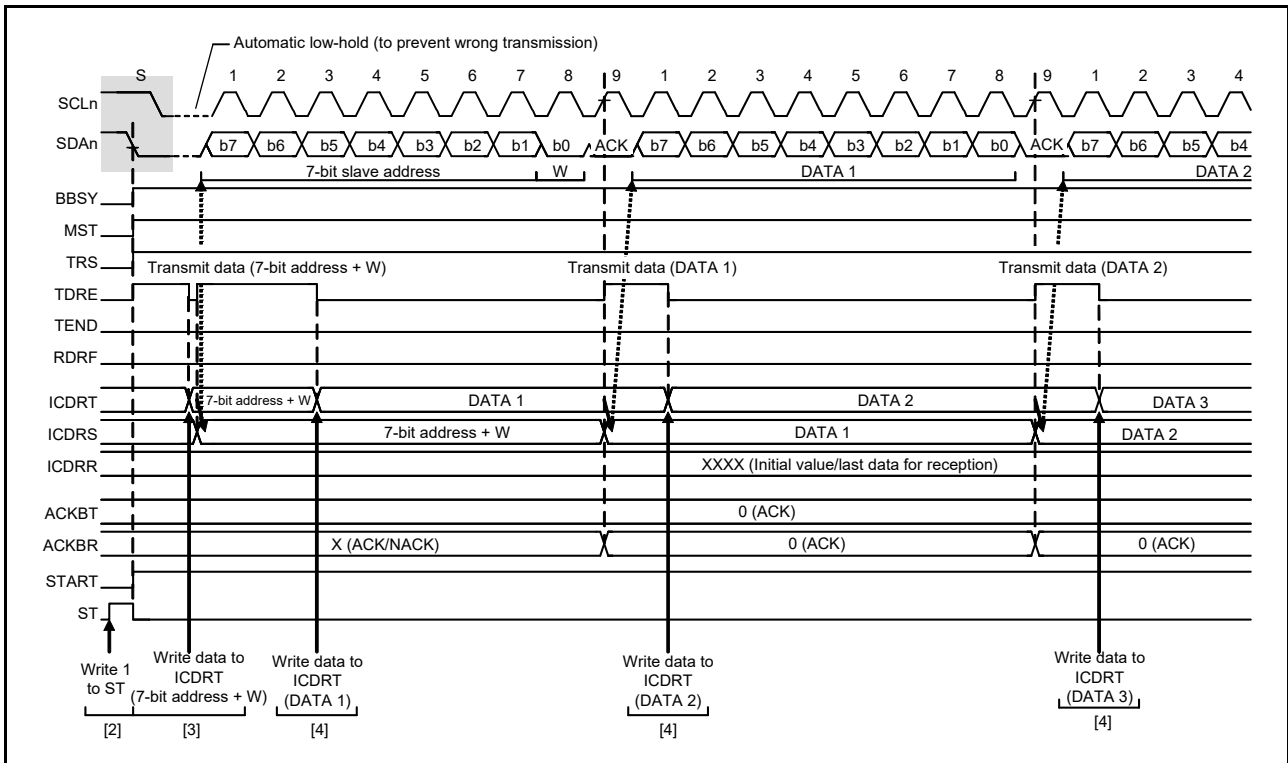 Automatic low-hold (to prevent wrong transmission)
S 1 2 3 4 5 6 7 8 9 1 2 3 4 5 6 7 8 9 1 2 3 4
SCLn
SDAn b7 b6 b5 b4 b3 b2 b1 b0 ACK b7 b6 b5 b4 b3 b2 b1 b0 ACK b7 b6 b5 b4
7-bit slave address W DATA 1 DATA 2
BBSY
MST
TRS
Transmit data (7-bit address + W) Transmit data (DATA 1) Transmit data (DATA 2)
TDRE
TEND
RDRF
ICDRT 7-bit address + W DATA 1 DATA 2 DATA 3
ICDRS 7-bit address + W DATA 1 DATA 2
ICDRR XXXX (Initial value/last data for reception)
ACKBT 0 (ACK)
ACKBR X (ACK/NACK) 0 (ACK) 0 (ACK)
START
ST
Write 1
to ST
[2]
Write data to
ICDRT
(7-bit address + W)
[3]
Write data to
ICDRT
(DATA 1)
[4]
Write data to
ICDRT
(DATA 2)
[4]
Write data to
ICDRT
(DATA 3)
[4]